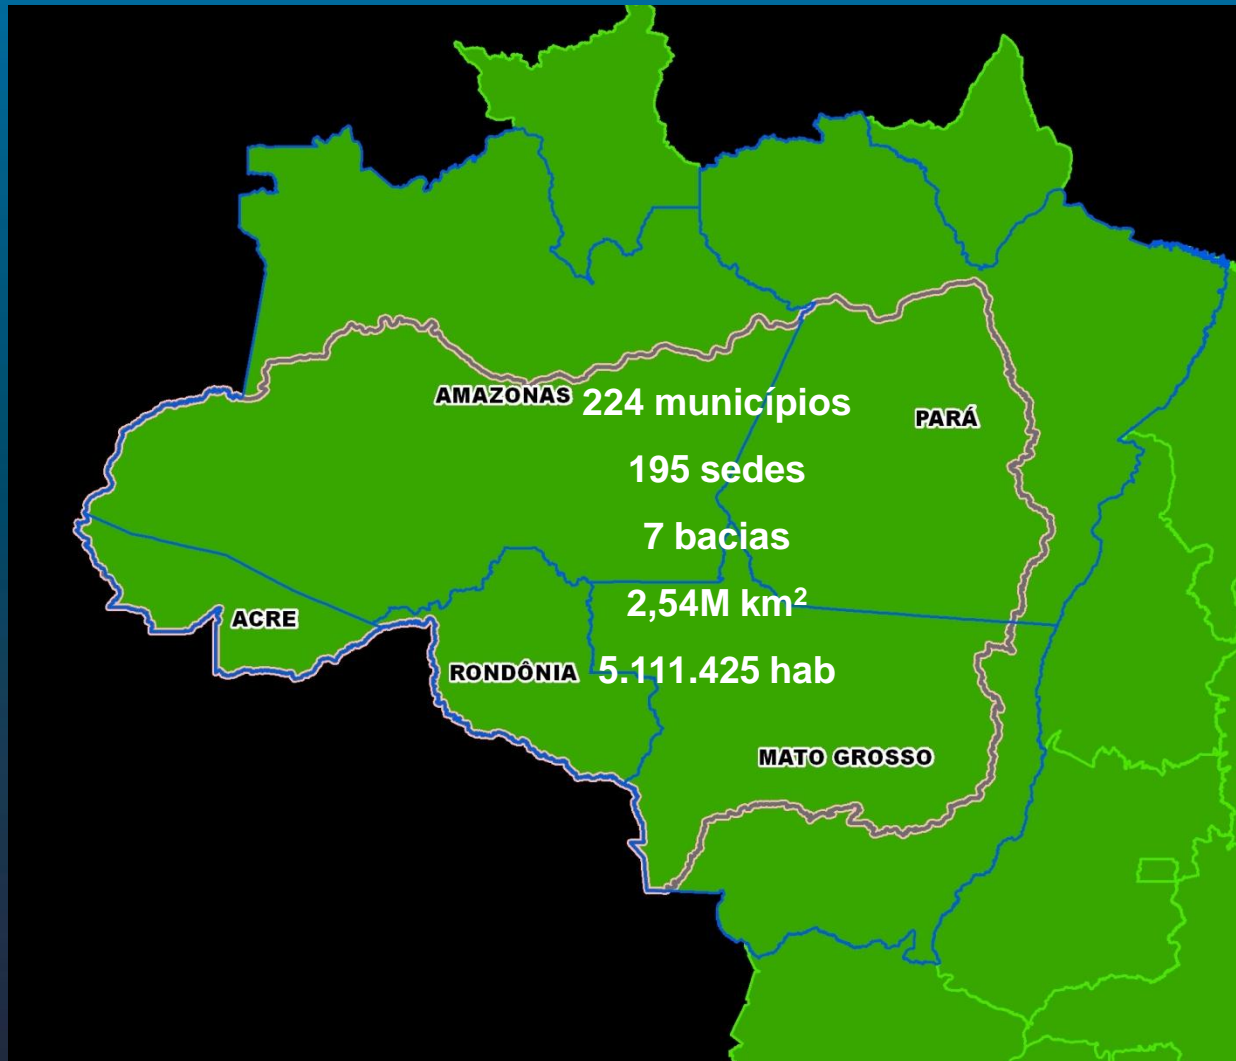 AMAZONAS
224 municípios
PARÁ
195 sedes
7 bacias
2,54M km²
ACRE
RONDÔNIA
5.111.425 hab
MATO GROSSO